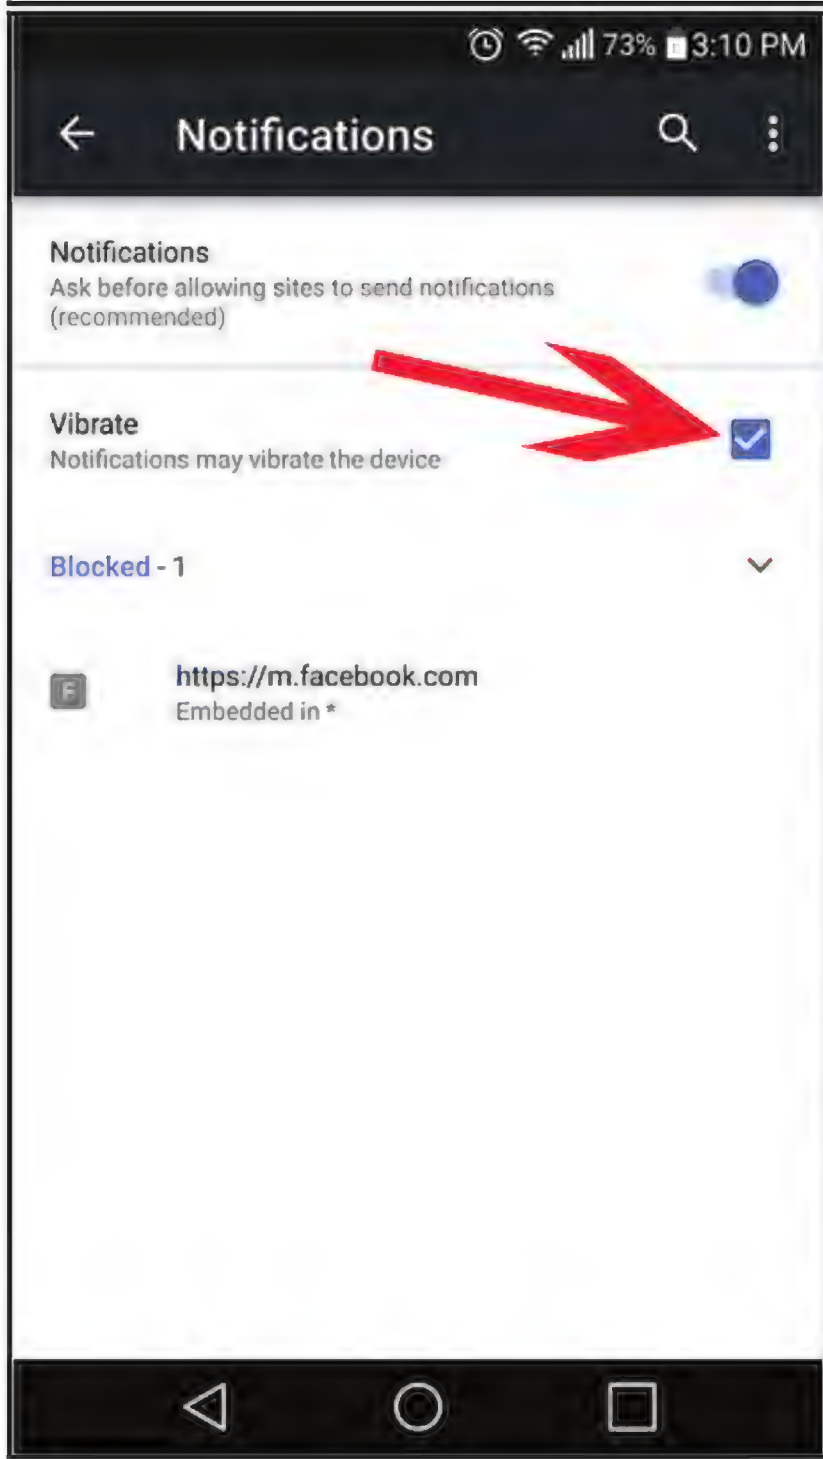 73% 3:10 PM
Notifications
Notifications
Ask before allowing sites to send notifications
(recommended)
Vibrate
Notifications may vibrate the device
Blocked - 1
https://m.facebook.com
Embedded in *